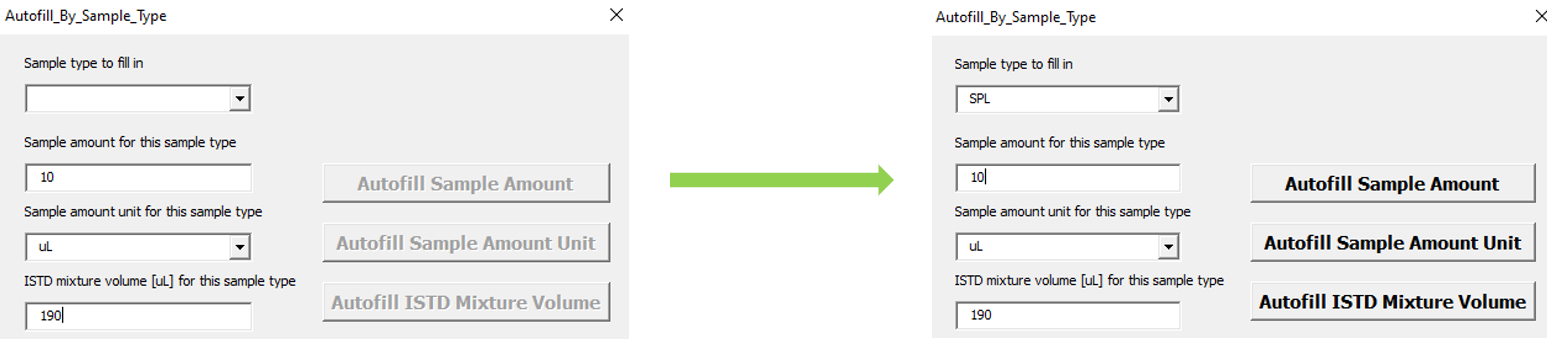 Autofill_By_Sample_Type
Sample type to fill in
Sample amount for this sample type
10
Autofill Sample Amount
Sample amount unit for this sample type
uL
Autofill Sample Amount Unit
ISTD mixture volume [uL] for this sample type
190
Autofill ISTD Mixture Volume
Autofill_By_Sample_Type
Sample type to fill in
SPL
Sample amount for this sample type
10
Autofill Sample Amount
Sample amount unit for this sample type
uL
Autofill Sample Amount Unit
ISTD mixture volume [uL] for this sample type
190
Autofill ISTD Mixture Volume